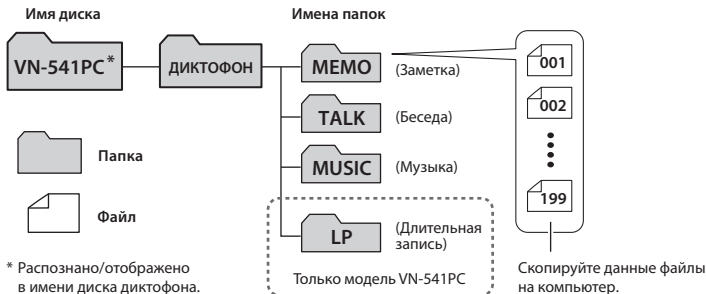 Имя диска
Имена папок
VN-541PC*
ДИКТОФОН
MEMO
(Заметка)
TALK
(Беседа)
MUSIC
(Музыка)
LP
(Длительная
запись)
Только модель VN-541PC
001
002
199
Папка
Файл
* Распознано/отображено
в имени диска диктофона.
Скопируйте данные файлы
на компьютер.